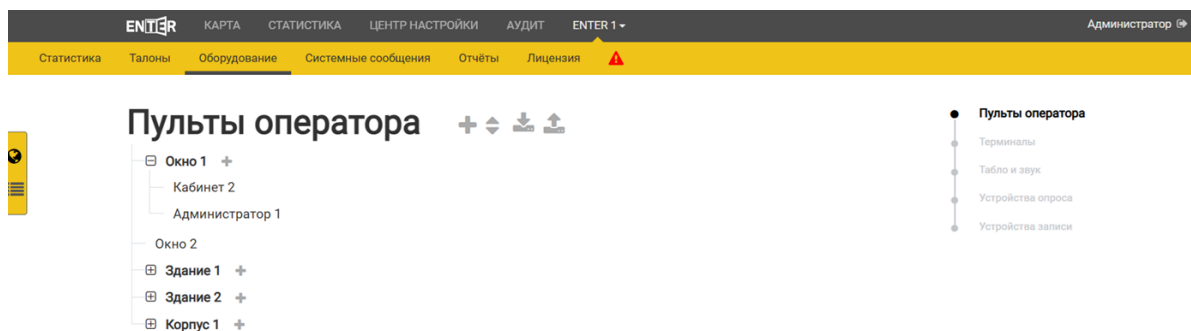 ENTER КАРТА СТАТИСТИКА ЦЕНТР НАСТРОЙКИ АУДИТ ENTER 1 Администратор
Статистика Талоны Оборудование Системные сообщения Отчёты Лицензия
Пульты оператора
Окно 1
Кабинет 2
Администратор 1
Окно 2
Здание 1
Здание 2
Корпус 1
Пульты оператора
Терминалы
Табло и звук
Устройства опроса
Устройства записи